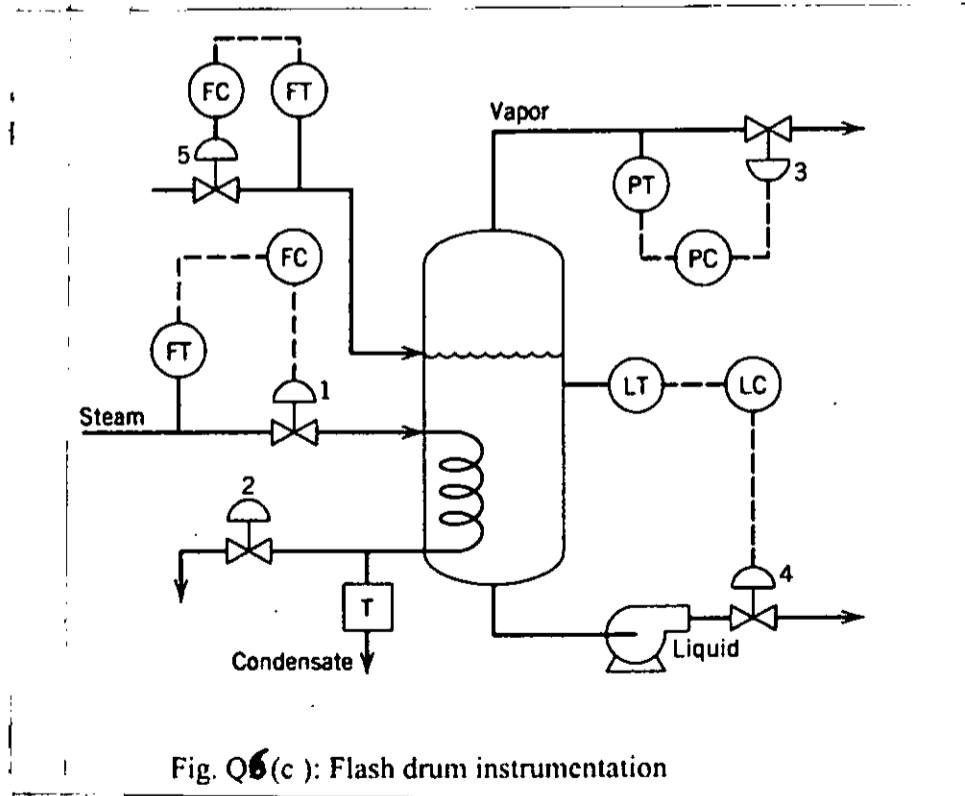 FC FT
5
Vapor
3
PT
PC
FC
FT
1
LT LC
Steam
2
4
T
Liquid
Condensate
Fig. Q6(c ): Flash drum instrumentation